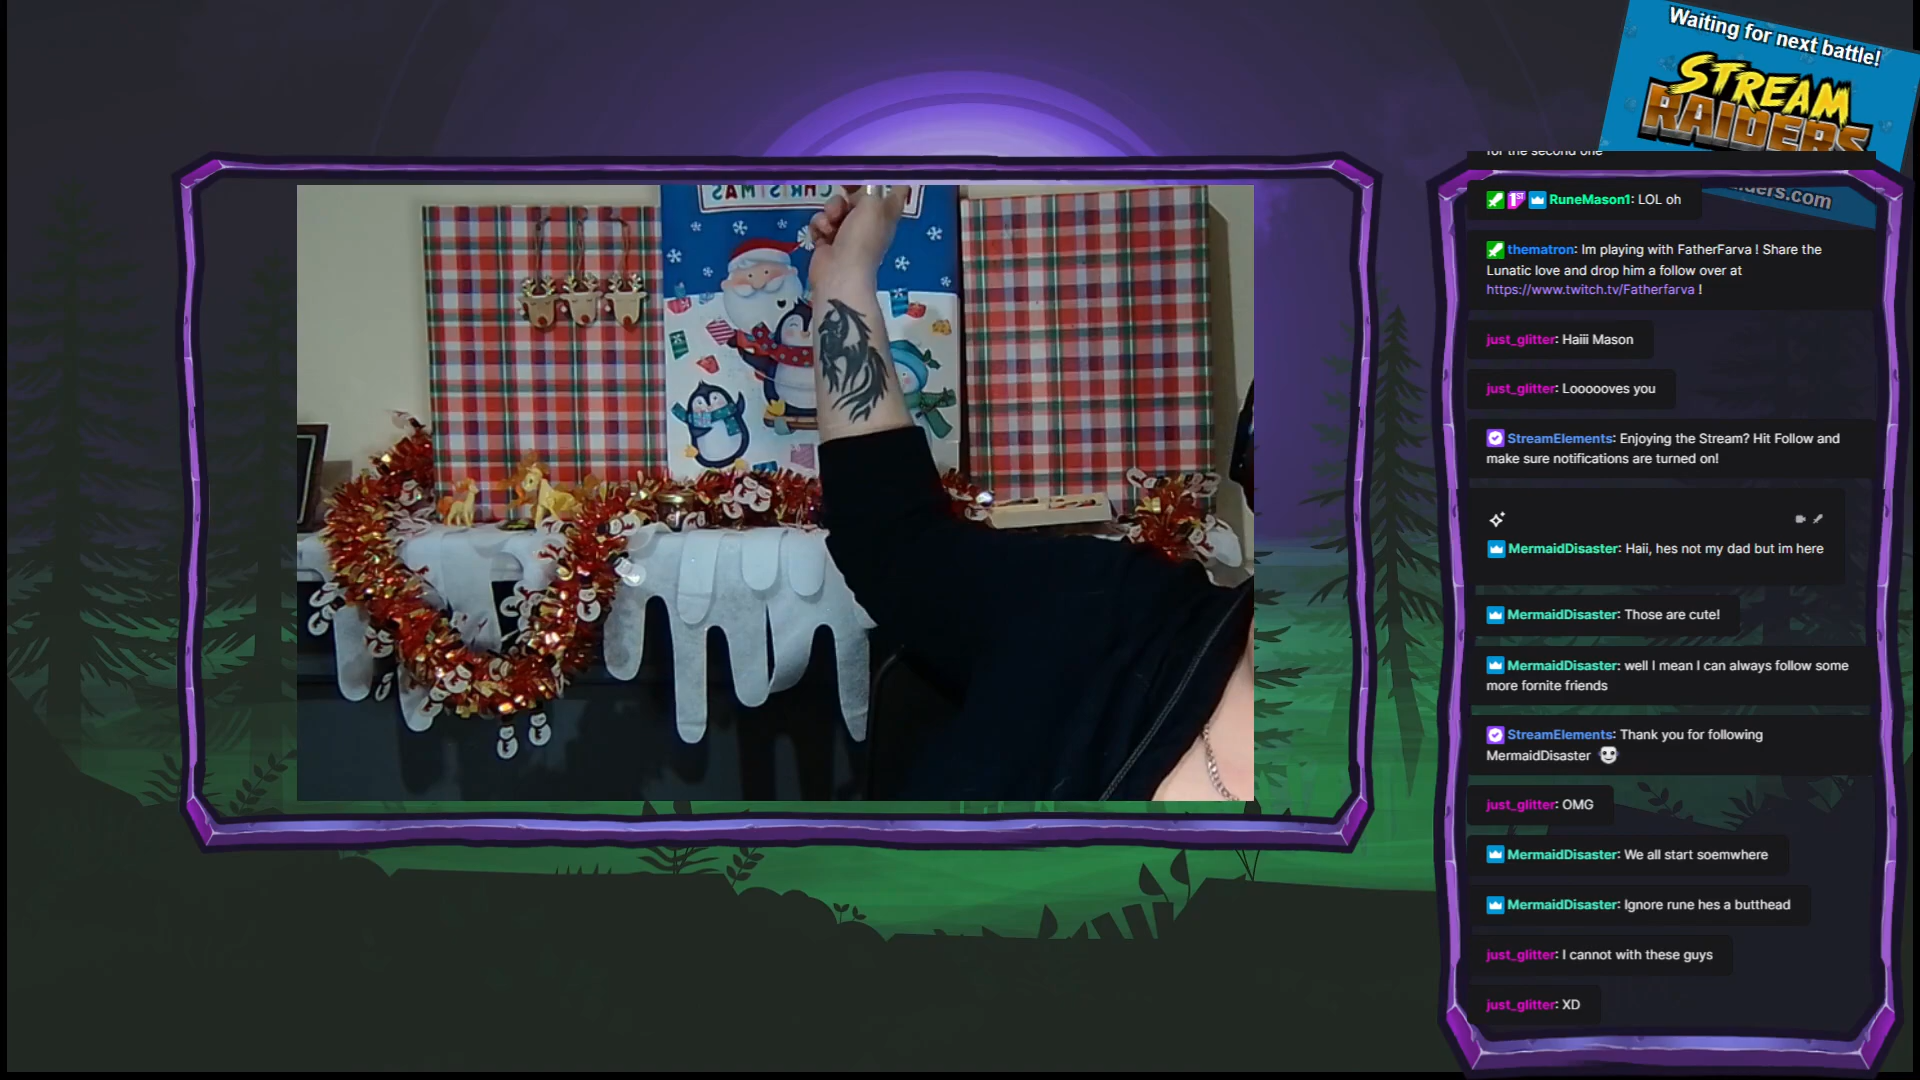 Waiting for next battle!
STREAM
RAIDERS
for the second one
RuneMason1: LOL oh
thematron: Im playing with FatherFarva ! Share the
Lunatic love and drop him a follow over at
https://www.twitch.tv/Fatherfarva !
just_glitter: Haiii Mason
just_glitter: Loooooves you
StreamElements: Enjoying the Stream? Hit Follow and
make sure notifications are turned on!
MermaidDisaster: Haii, hes not my dad but im here
MermaidDisaster: Those are cute!
MermaidDisaster: well I mean I can always follow some
more fornite friends
StreamElements: Thank you for following
MermaidDisaster
just_glitter: OMG
MermaidDisaster: We all start soemwhere
MermaidDisaster: Ignore rune hes a butthead
just_glitter: I cannot with these guys
just_glitter: XD